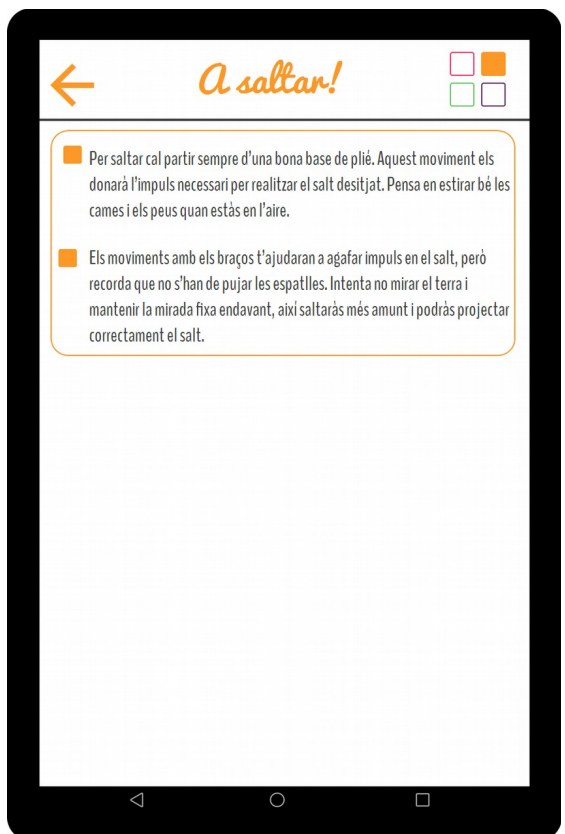 A saltar!
Per saltar cal partir sempre d'una bona base de plié. Aquest moviment els
donarà l'impuls necessari per realitzar el salt desitjat. Pensa en estirar bé les
cames i els peus quan estàs en l'aire.
Els moviments amb els braços t'ajudaran a agafar impuls en el salt, però
recorda que no s'han de pujar les espatlles. Intenta no mirar el terra i
mantenir la mirada fixa endavant, així saltaràs més amunt i podràs projectar
correctament el salt.